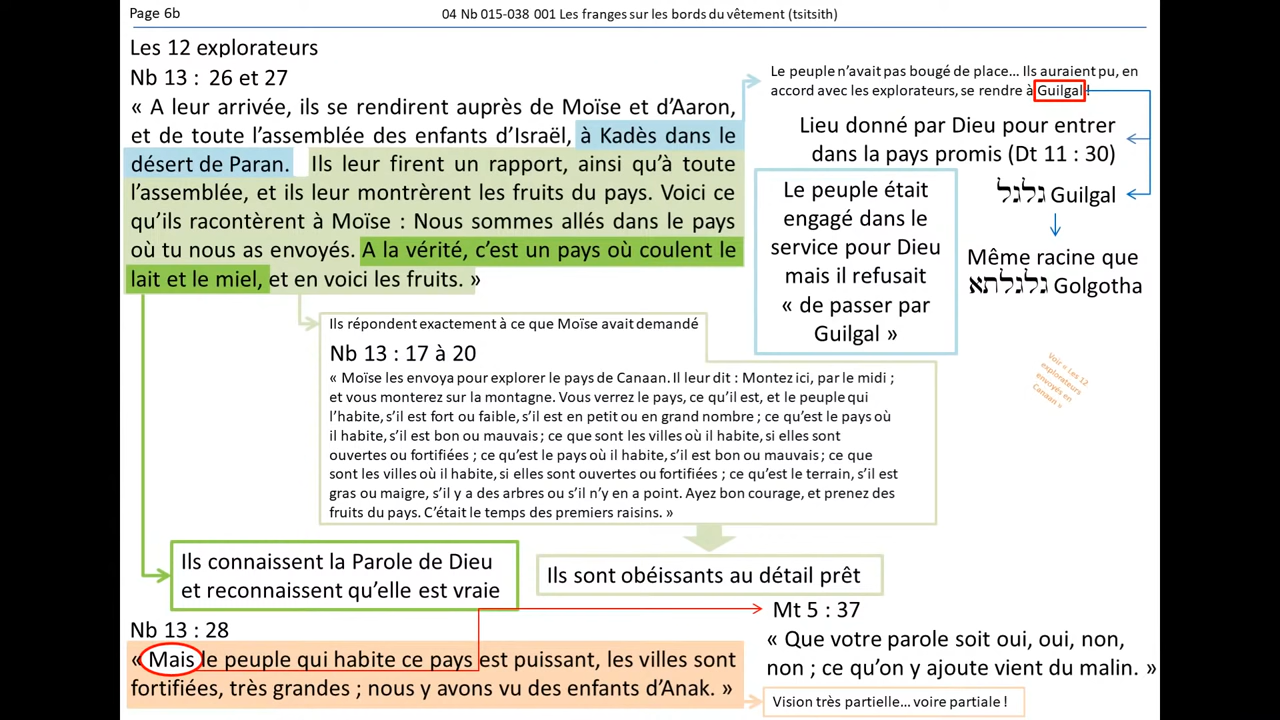 Page 6b
04 Nb 015-038 001 Les franges sur les bords du vêtement (tsitsith)
Les 12 explorateurs
Nb 13 : 26 et 27
« A leur arrivée, ils se rendirent auprès de Moïse et d’Aaron,
et de toute l’assemblée des enfants d’Israël, à Kadès dans le
désert de Paran. Ils leur firent un rapport, ainsi qu’à toute
l’assemblée, et ils leur montrèrent les fruits du pays. Voici ce
qu’ils racontèrent à Moïse : Nous sommes allés dans le pays
où tu nous as envoyés. A la vérité, c’est un pays où coulent le
lait et le miel, et en voici les fruits. »
Le peuple n’avait pas bougé de place… Ils auraient pu, en
accord avec les explorateurs, se rendre à Guilgal !
Lieu donné par Dieu pour entrer
dans la pays promis (Dt 11 : 30)
גלגל Guilgal
Même racine que
גלגלתא Golgotha
Le peuple était
engagé dans le
service pour Dieu
mais il refusait
« de passer par
Guilgal »
Voir « Les 12
explorateurs
envoyés en
Canaan »
Ils répondent exactement à ce que Moïse avait demandé
Nb 13 : 17 à 20
« Moïse les envoya pour explorer le pays de Canaan. Il leur dit : Montez ici, par le midi ;
et vous monterez sur la montagne. Vous verrez le pays, ce qu’il est, et le peuple qui
l’habite, s’il est fort ou faible, s’il est en petit ou en grand nombre ; ce qu’est le pays où
il habite, s’il est bon ou mauvais ; ce que sont les villes où il habite, si elles sont
ouvertes ou fortifiées ; ce qu’est le pays où il habite, s’il est bon ou mauvais ; ce que
sont les villes où il habite, si elles sont ouvertes ou fortifiées ; ce qu’est le terrain, s’il est
gras ou maigre, s’il y a des arbres ou s’il n’y en a point. Ayez bon courage, et prenez des
fruits du pays. C’était le temps des premiers raisins. »
Ils connaissent la Parole de Dieu
et reconnaissent qu’elle est vraie
Ils sont obéissants au détail prêt
Nb 13 : 28
« Mais le peuple qui habite ce pays est puissant, les villes sont
fortifiées, très grandes ; nous y avons vu des enfants d’Anak. »
Mt 5 : 37
« Que votre parole soit oui, oui, non,
non ; ce qu’on y ajoute vient du malin. »
Vision très partielle… voire partiale !